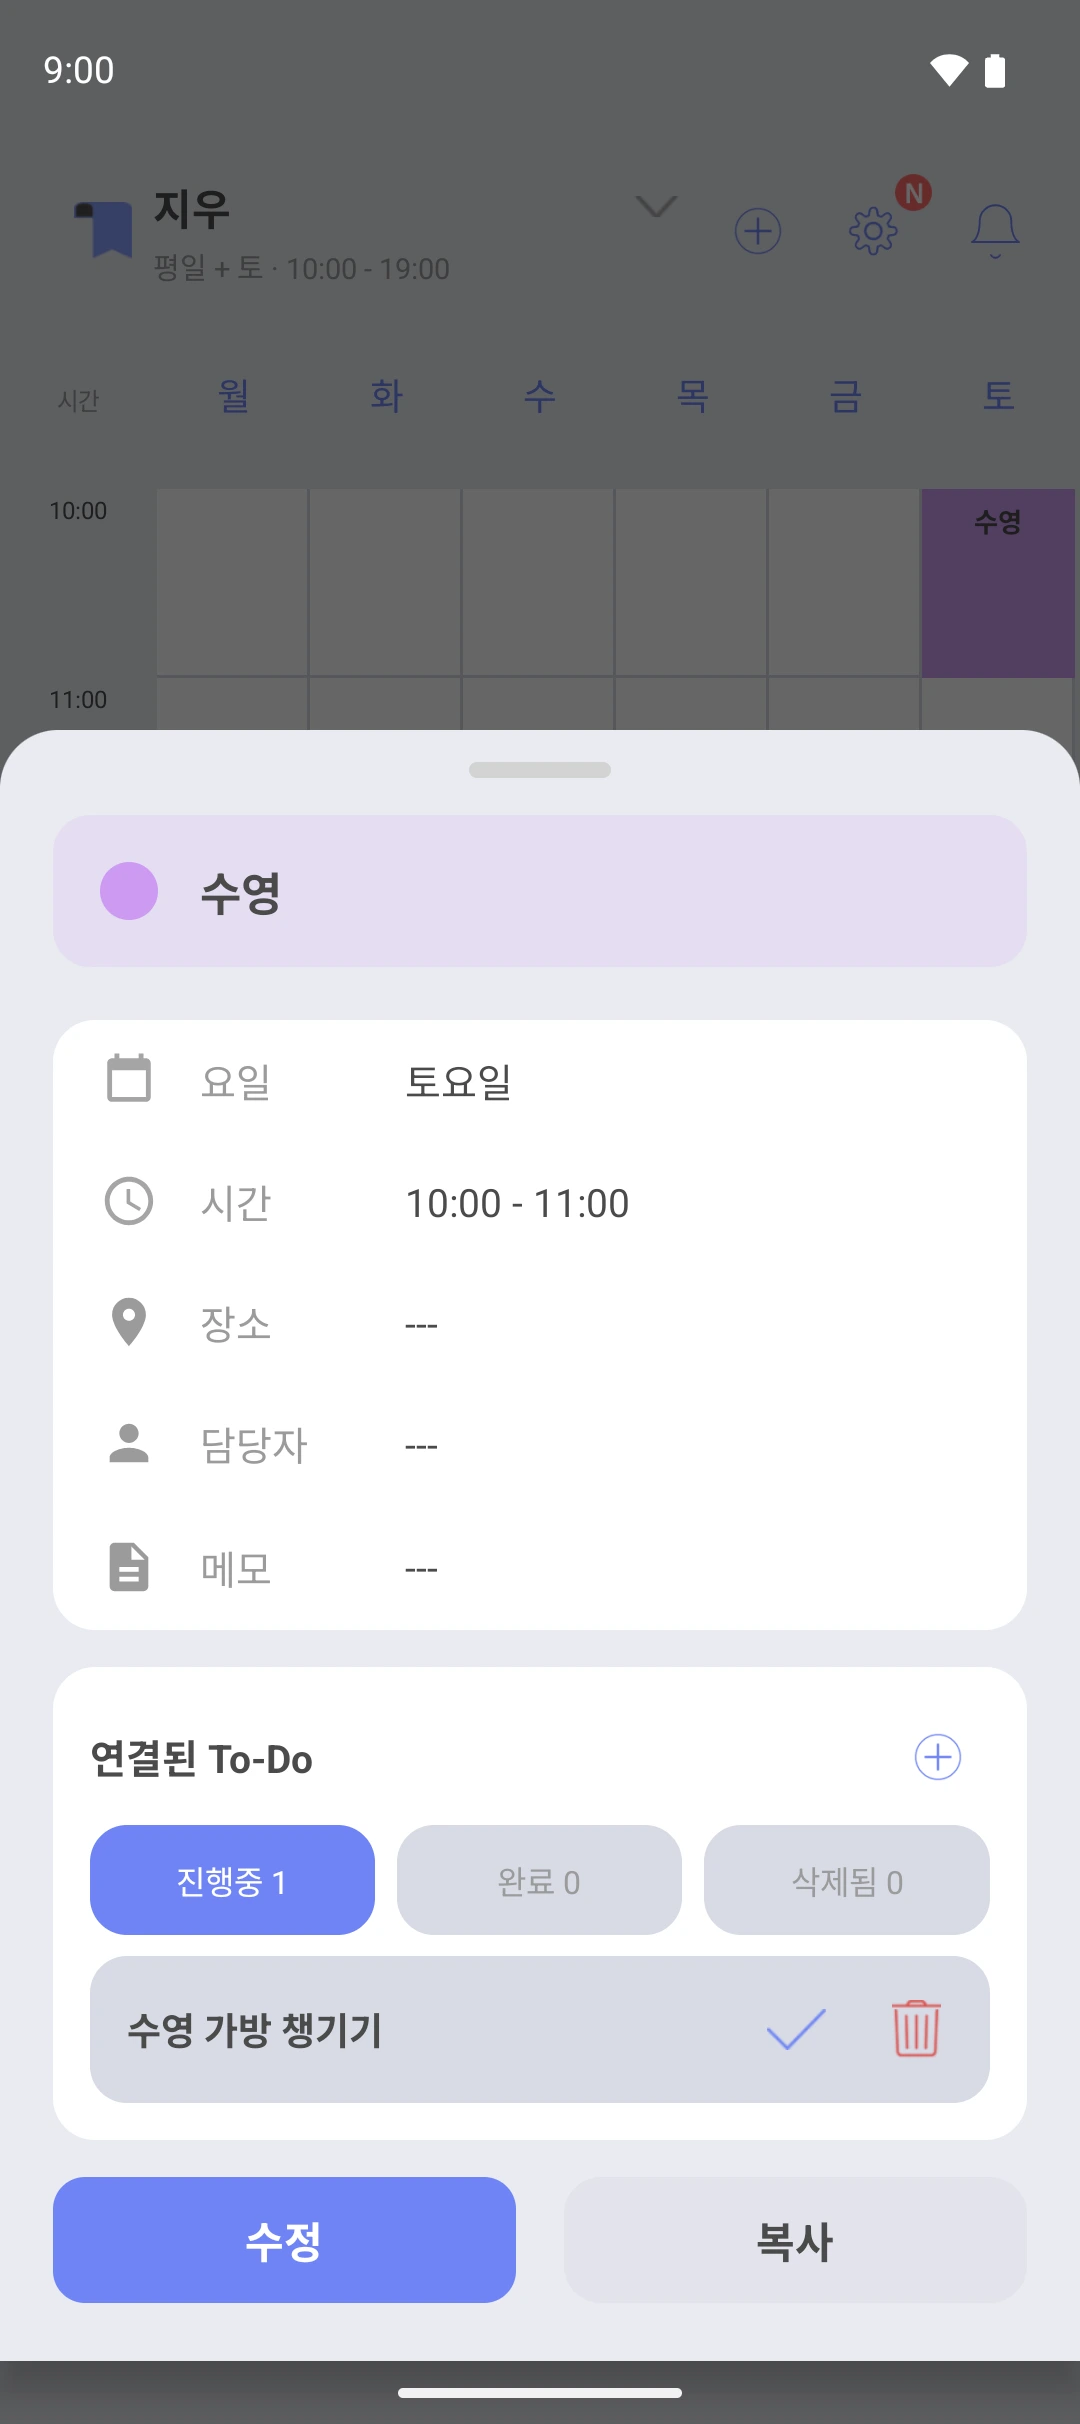 9:00
지우
N
평일 + 토 · 10:00 - 19:00
시간 월 화 수 목 금 토
10:00
수영
11:00
수영
요일 토요일
시간 10:00 - 11:00
장소 ---
담당자 ---
메모 ---
연결된 To-Do
진행중 1 완료 0 삭제됨 0
수영 가방 챙기기
수정 복사